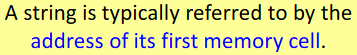 A string is typically referred to by the
address of its first memory cell.